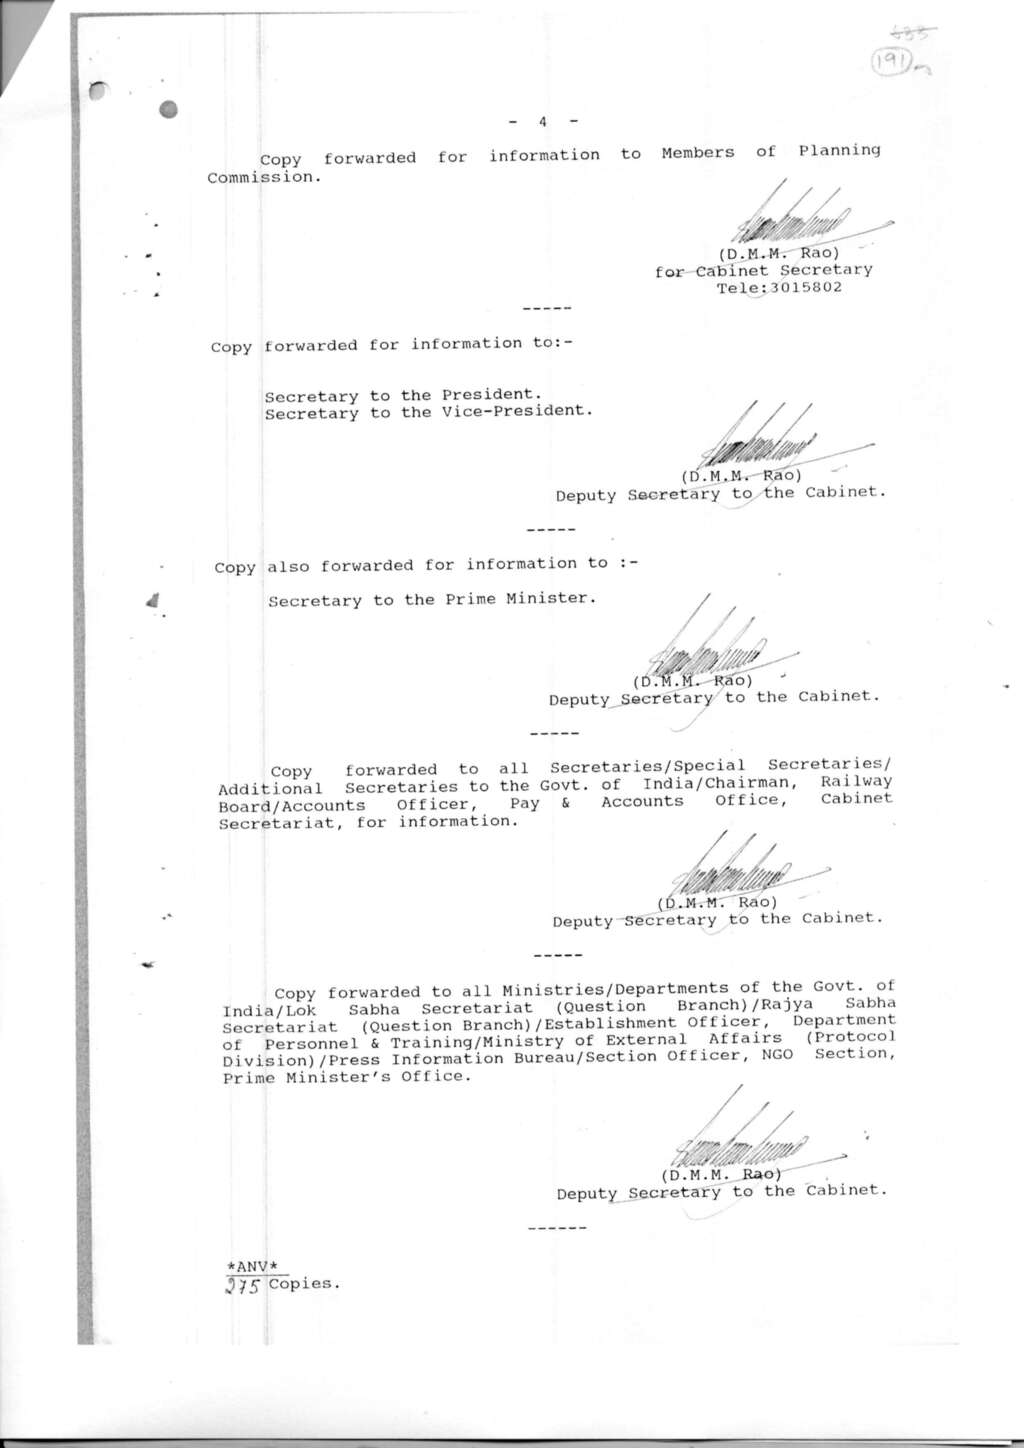 191
- 4 -
Copy forwarded for information to Members of Planning
Commission.
(D.M.M. Rao)
for Cabinet Secretary
Tele:3015802
-----
Copy forwarded for information to:-
Secretary to the President.
Secretary to the Vice-President.
(D.M.M. Rao)
Deputy Secretary to the Cabinet.
-----
Copy also forwarded for information to :-
Secretary to the Prime Minister.
(D.M.M. Rao)
Deputy Secretary to the Cabinet.
-----
Copy forwarded to all Secretaries/Special Secretaries/
Additional Secretaries to the Govt. of India/Chairman, Railway
Board/Accounts Officer, Pay & Accounts Office, Cabinet
Secretariat, for information.
(D.M.M. Rao)
Deputy Secretary to the Cabinet.
-----
Copy forwarded to all Ministries/Departments of the Govt. of
India/Lok Sabha Secretariat (Question Branch)/Rajya Sabha
Secretariat (Question Branch)/Establishment Officer, Department
of Personnel & Training/Ministry of External Affairs (Protocol
Division)/Press Information Bureau/Section Officer, NGO Section,
Prime Minister's Office.
(D.M.M. Rao)
Deputy Secretary to the Cabinet.
------
*ANV*
275 Copies.